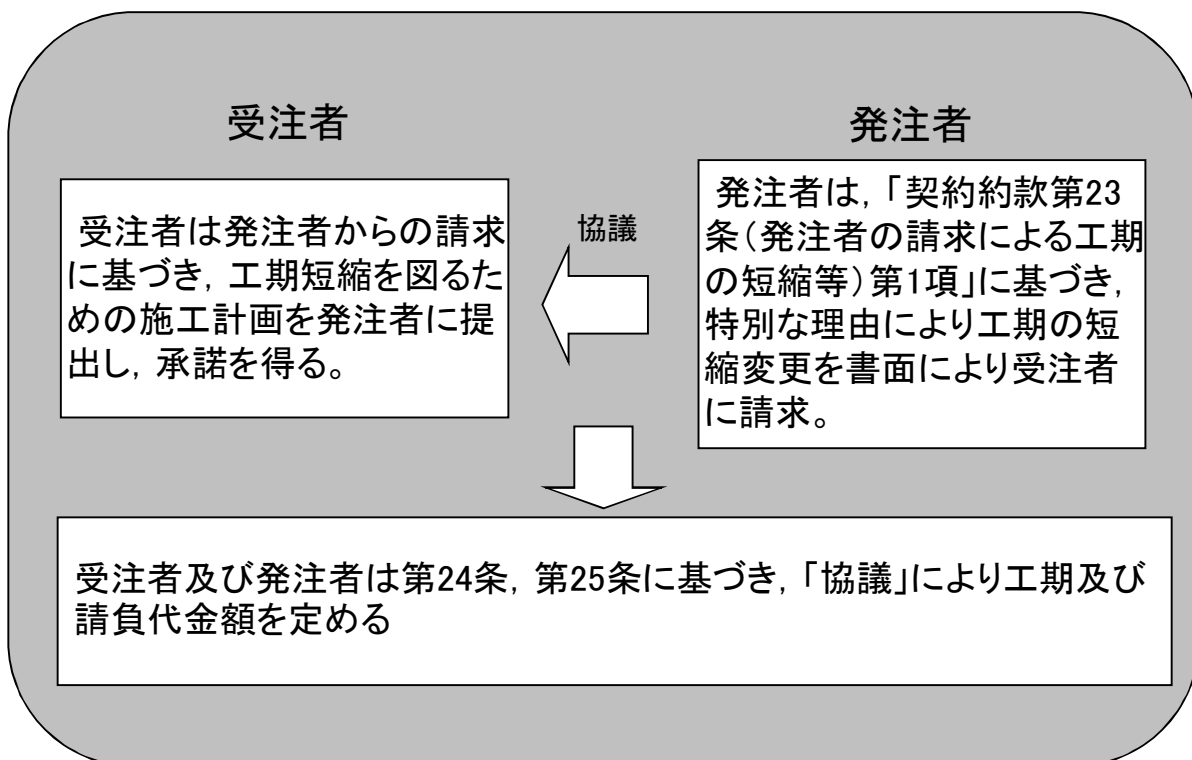 受注者
発注者
受注者は発注者からの請求
に基づき，工期短縮を図るた
めの施工計画を発注者に提
出し，承諾を得る。
協議
発注者は，「契約約款第23
条（発注者の請求による工期
の短縮等）第1項」に基づき，
特別な理由により工期の短
縮変更を書面により受注者
に請求。
受注者及び発注者は第24条，第25条に基づき，「協議」により工期及び
請負代金額を定める